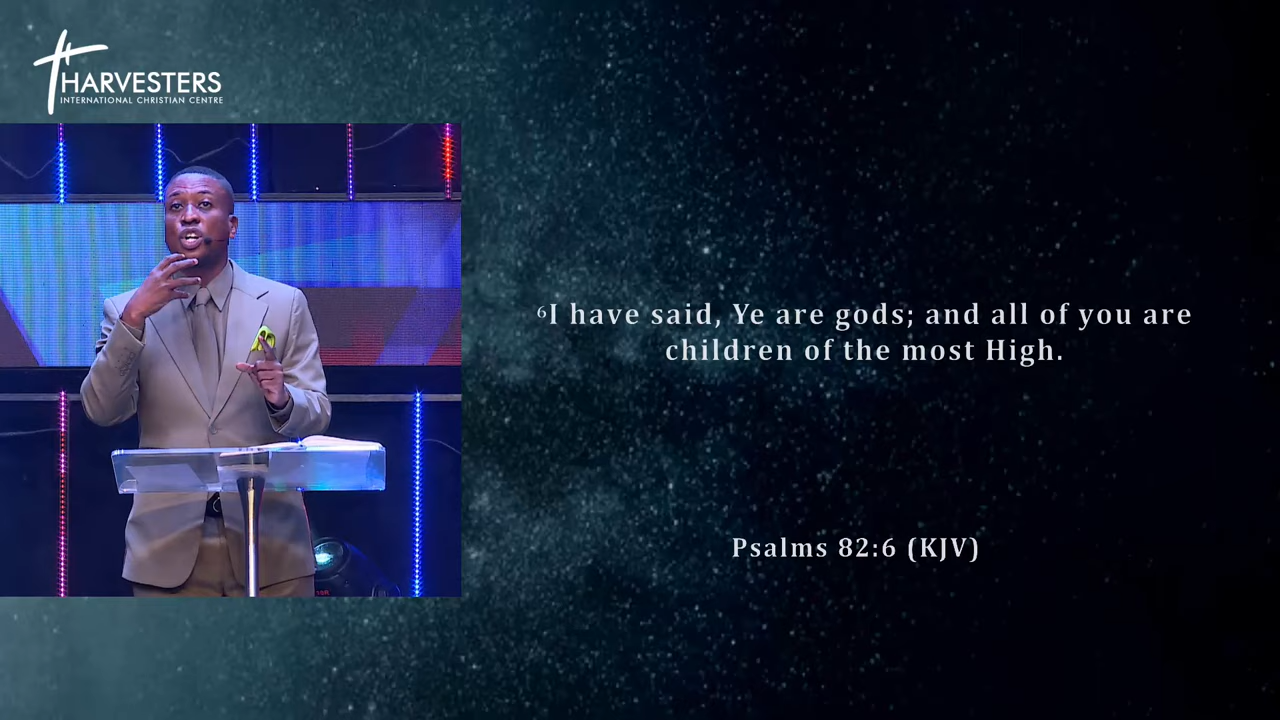 HARVESTERS
INTERNATIONAL CHRISTIAN CENTRE
⁶I have said, Ye are gods; and all of you are
children of the most High.
Psalms 82:6 (KJV)